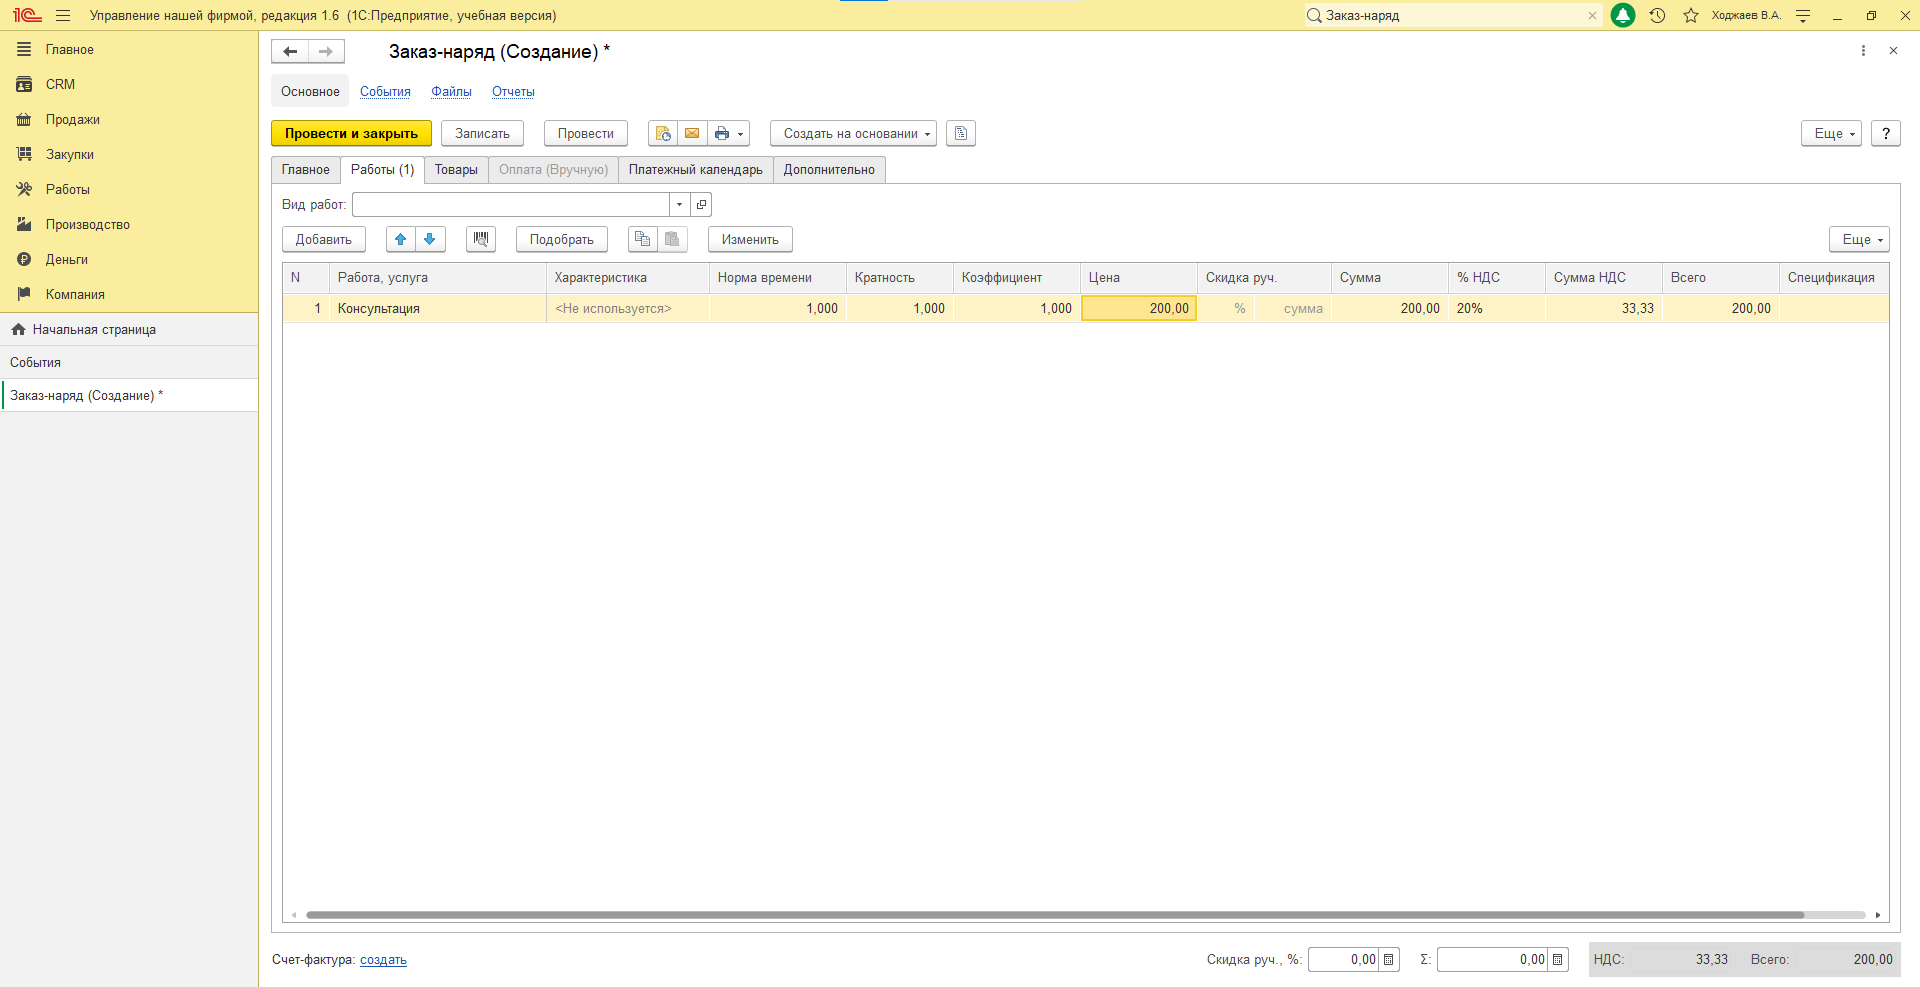 Управление нашей фирмой, редакция 1.6 (1С:Предприятие, учебная версия)
Заказ-наряд
Ходжаев В.А.
Главное
CRM
Продажи
Закупки
Работы
Производство
Деньги
Компания
Начальная страница
События
Заказ-наряд (Создание) *
Заказ-наряд (Создание) *
Основное События Файлы Отчеты
Провести и закрыть Записать Провести Создать на основании Еще ?
Главное Работы (1) Товары Оплата (Вручную) Платежный календарь Дополнительно
Вид работ:
Добавить Подобрать Изменить Еще
N Работа, услуга Характеристика Норма времени Кратность Коэффициент Цена Скидка руч. Сумма % НДС Сумма НДС Всего Спецификация
1 Консультация <Не используется> 1,000 1,000 1,000 200,00 % сумма 200,00 20% 33,33 200,00
Счет-фактура: создать Скидка руч., %: 0,00 Σ: 0,00 НДС: 33,33 Всего: 200,00